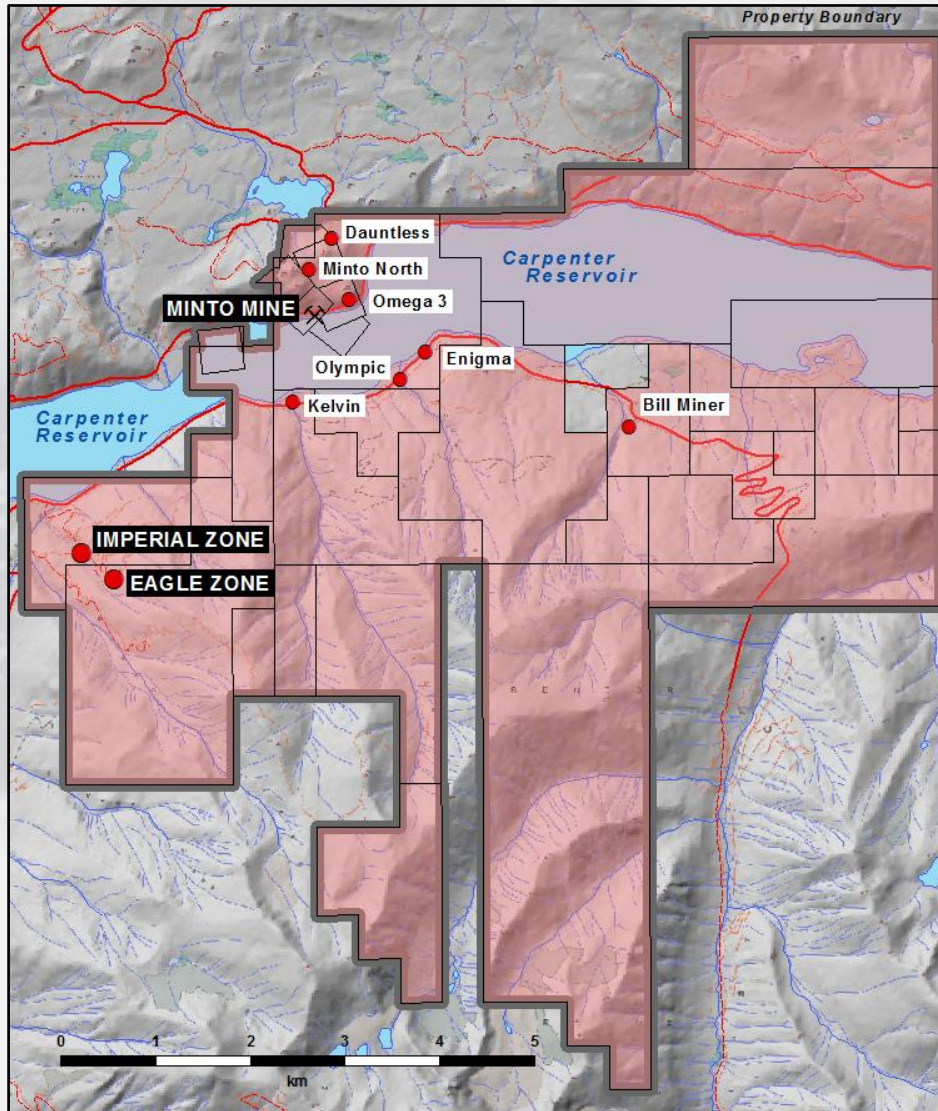 Property Boundary
Dauntless
Carpenter
Reservoir
Minto North
MINTO MINE
Omega 3
Enigma
Olympic
Kelvin
Bill Miner
Carpenter
Reservoir
IMPERIAL ZONE
EAGLE ZONE
0 1 2 3 4 5
km